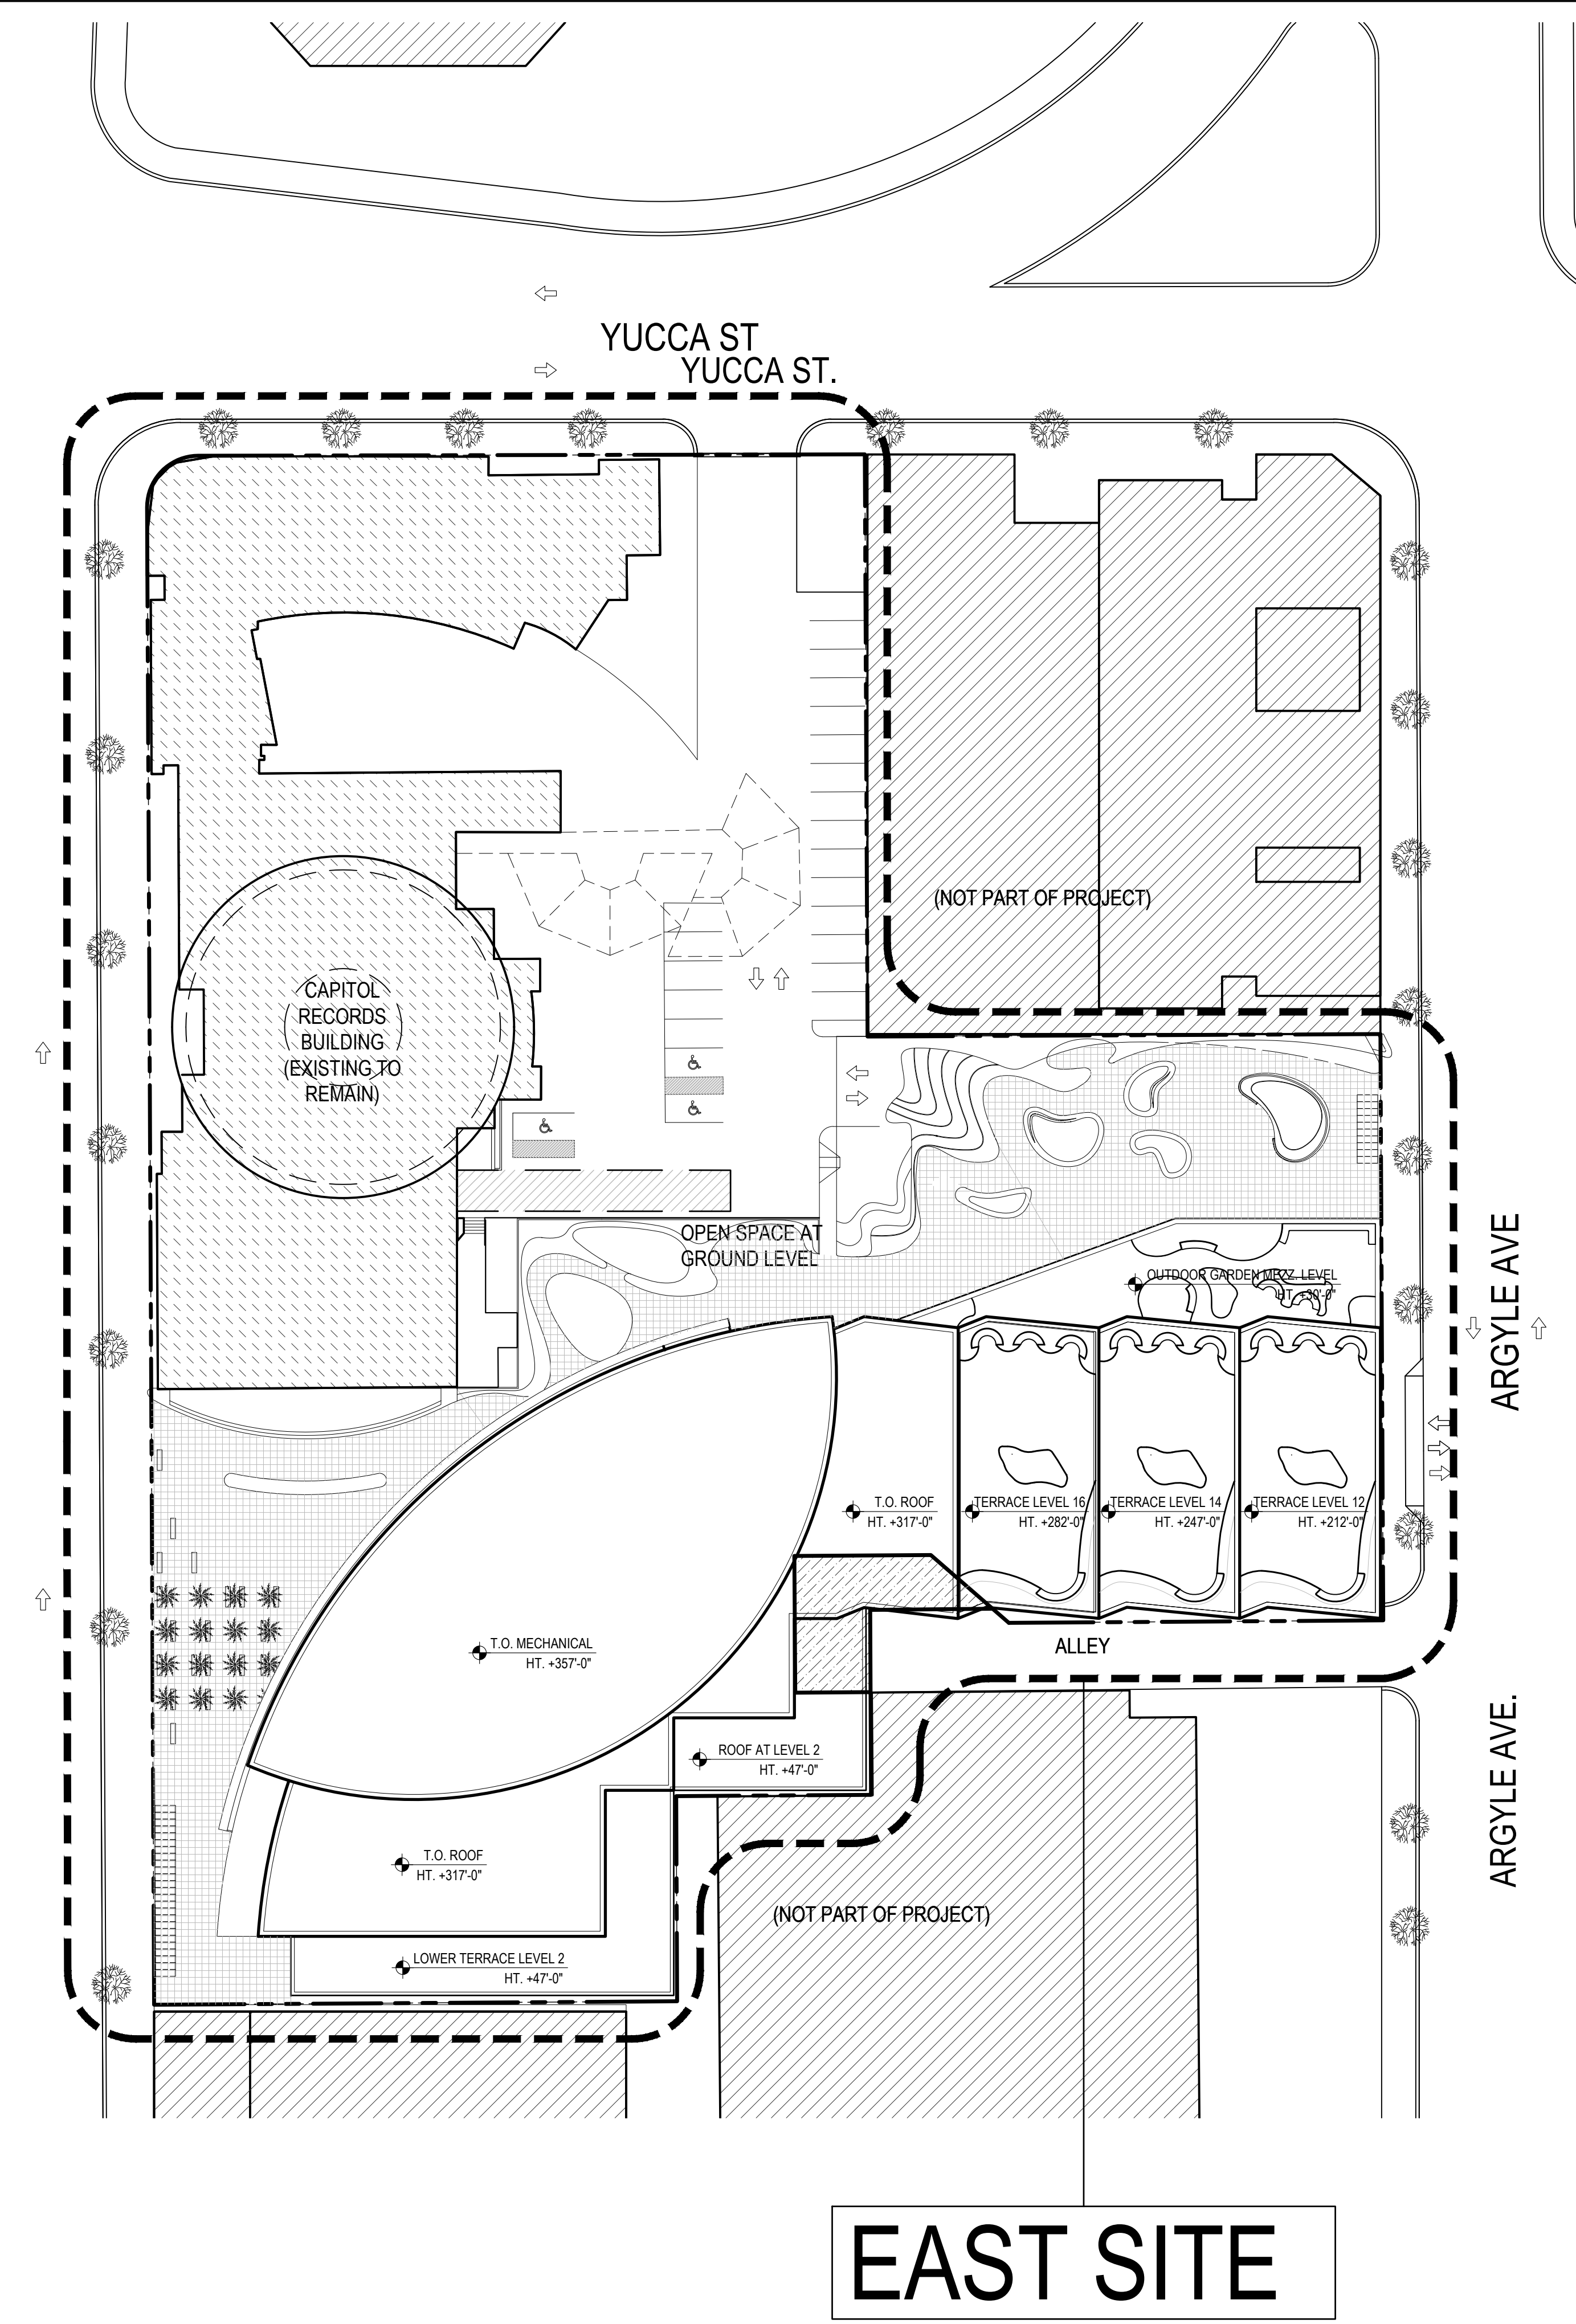 YUCCA ST
YUCCA ST.
(NOT PART OF PROJECT)
CAPITOL
RECORDS
BUILDING
(EXISTING TO
REMAIN)
OPEN SPACE AT
GROUND LEVEL
OUTDOOR GARDEN MEZZ. LEVEL
HT. +30'-0"
ARGYLE AVE
T.O. ROOF
HT. +317'-0"
TERRACE LEVEL 16
HT. +282'-0"
TERRACE LEVEL 14
HT. +247'-0"
TERRACE LEVEL 12
HT. +212'-0"
T.O. MECHANICAL
HT. +357'-0"
ALLEY
ROOF AT LEVEL 2
HT. +47'-0"
ARGYLE AVE.
T.O. ROOF
HT. +317'-0"
(NOT PART OF PROJECT)
LOWER TERRACE LEVEL 2
HT. +47'-0"
EAST SITE